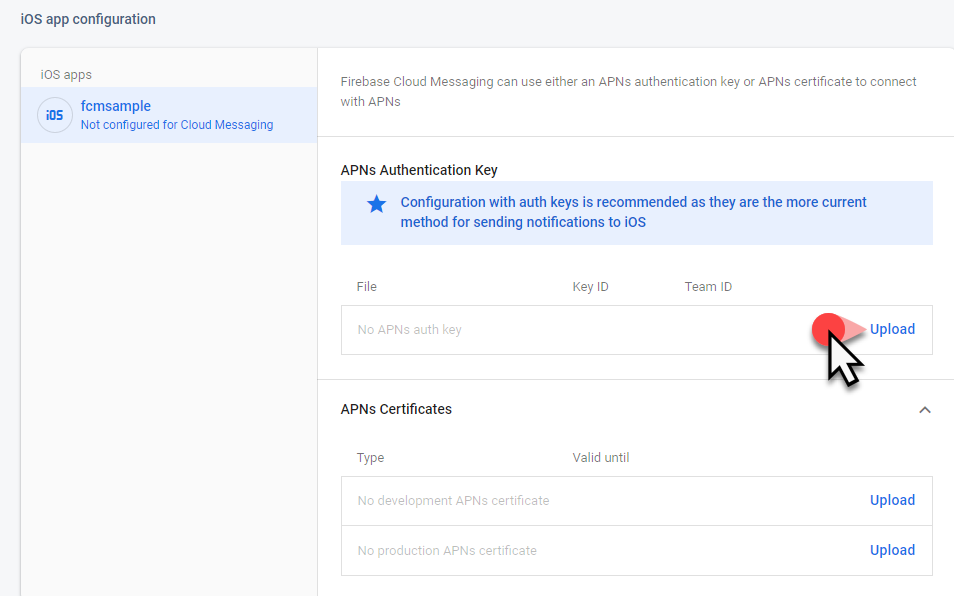 iOS app configuration
iOS apps
iOS
fcmsample
Not configured for Cloud Messaging
Firebase Cloud Messaging can use either an APNs authentication key or APNs certificate to connect
with APNs
APNs Authentication Key
Configuration with auth keys is recommended as they are the more current
method for sending notifications to iOS
File Key ID Team ID
No APNs auth key Upload
APNs Certificates
Type Valid until
No development APNs certificate Upload
No production APNs certificate Upload